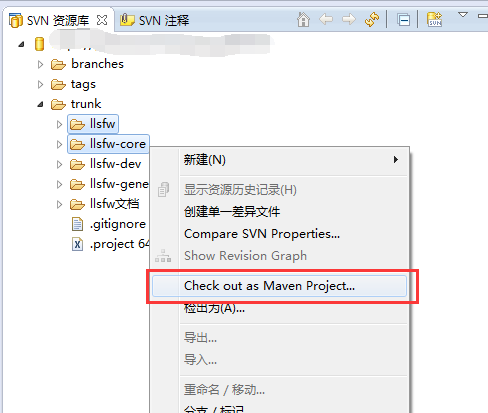 SVN 资源库
SVN 注释
branches
tags
trunk
llsfw
llsfw-core
llsfw-dev
llsfw-gene
llsfw文档
.gitignore
.project 64
新建(N)
显示资源历史记录(H)
创建单一差异文件
Compare SVN Properties...
Show Revision Graph
Check out as Maven Project...
检出为(A)...
导出...
导入...
重命名 / 移动...
分支 / 标记